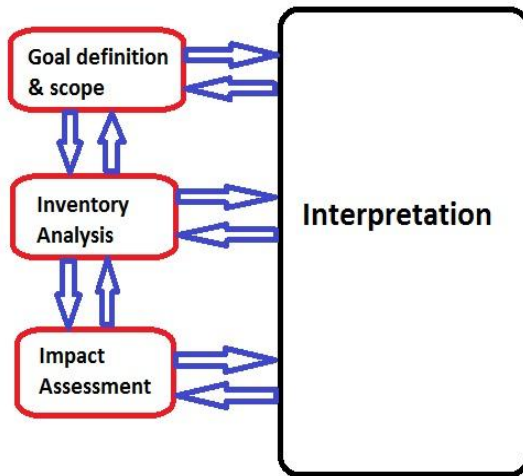 Goal definition
& scope
Inventory
Analysis
Interpretation
Impact
Assessment